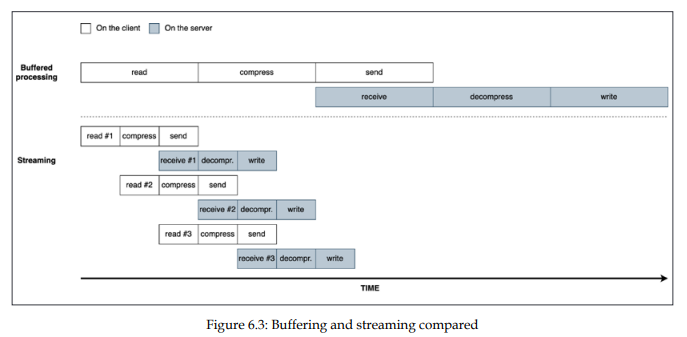 On the client
On the server
Buffered
processing
read
compress
send
receive
decompress
write
Streaming
read #1
compress
send
receive #1
decompr.
write
read #2
compress
send
receive #2
decompr.
write
read #3
compress
send
receive #3
decompr.
write
TIME
Figure 6.3: Buffering and streaming compared